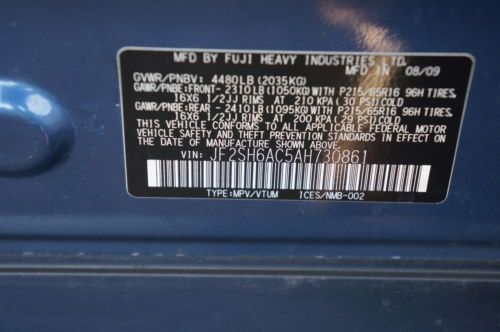 MFD BY FUJI HEAVY INDUSTRIES LTD.
MFD IN 08/09
GVWR/PNBV: 4480LB(2035KG)
GAWR/PNBE:FRONT- 2310LB(1050KG)WITH P215/65R16 96H TIRES,
16X6 1/2JJ RIMS AT 210 KPA(30 PSI)COLD
GAWR/PNBE:REAR -2410LB(1095KG)WITH P215/65R16 96H TIRES,
16X6 1/2JJ RIMS AT 200 KPA(29 PSI)COLD
THIS VEHICLE CONFORMS TO ALL APPLICABLE FEDERAL MOTOR
VEHICLE SAFETY STANDARDS IN EFFECT ON THE DATE OF
MANUFACTURE SHOWN ABOVE.
VIN: JF2SH6AC5AH730861
TYPE:MPV/VTUM ICES/NMB-002